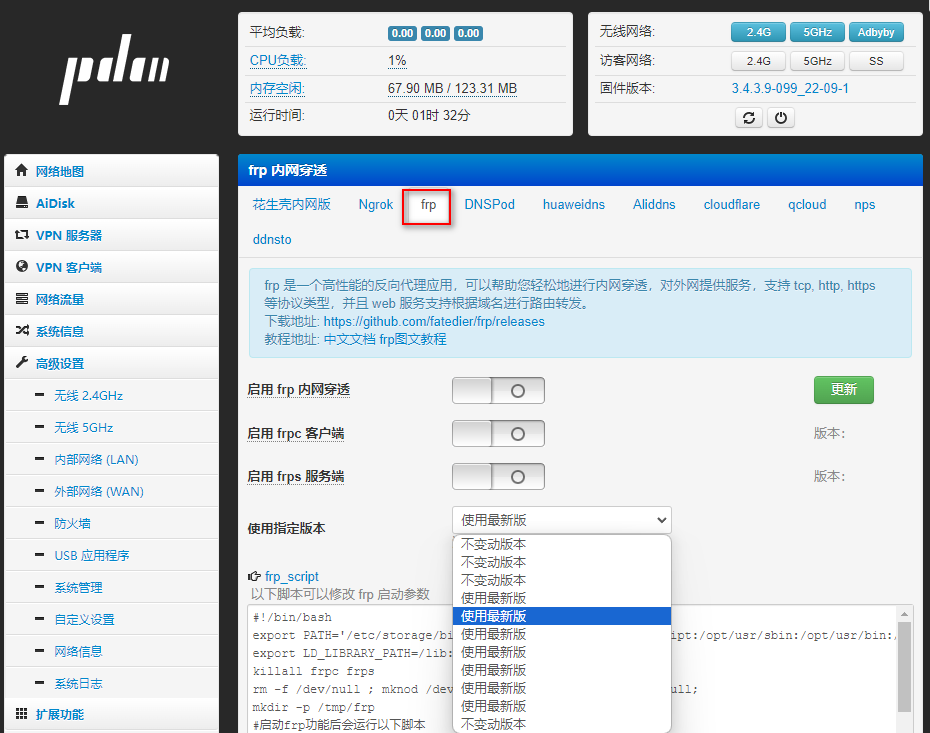 pdcn
平均负载: 0.00 0.00 0.00
CPU负载: 1%
内存空闲: 67.90 MB / 123.31 MB
运行时间: 0天 01时 32分
无线网络: 2.4G 5GHz Adbyby
访客网络: 2.4G 5GHz SS
固件版本: 3.4.3.9-099_22-09-1
网络地图
AiDisk
VPN 服务器
VPN 客户端
网络流量
系统信息
高级设置
无线 2.4GHz
无线 5GHz
内部网络 (LAN)
外部网络 (WAN)
防火墙
USB 应用程序
系统管理
自定义设置
网络信息
系统日志
扩展功能
frp 内网穿透
花生壳内网版 Ngrok frp DNSPod huaweidns Aliddns cloudflare qcloud nps
ddnsto
frp 是一个高性能的反向代理应用，可以帮助您轻松地进行内网穿透，对外网提供服务，支持 tcp, http, https
等协议类型，并且 web 服务支持根据域名进行路由转发。
下载地址: https://github.com/fatedier/frp/releases
教程地址: 中文文档 frp图文教程
启用 frp 内网穿透 更新
启用 frpc 客户端 版本:
启用 frps 服务端 版本:
使用指定版本 使用最新版
不变动版本
不变动版本
不变动版本
使用最新版
使用最新版
使用最新版
使用最新版
使用最新版
使用最新版
使用最新版
不变动版本
frp_script
以下脚本可以修改 frp 启动参数
#!/bin/bash
export PATH='/etc/storage/bi ipt:/opt/usr/sbin:/opt/usr/bin:/
export LD_LIBRARY_PATH=/lib:
killall frpc frps
rm -f /dev/null ; mknod /dev ull;
mkdir -p /tmp/frp
#启动frp功能后会运行以下脚本